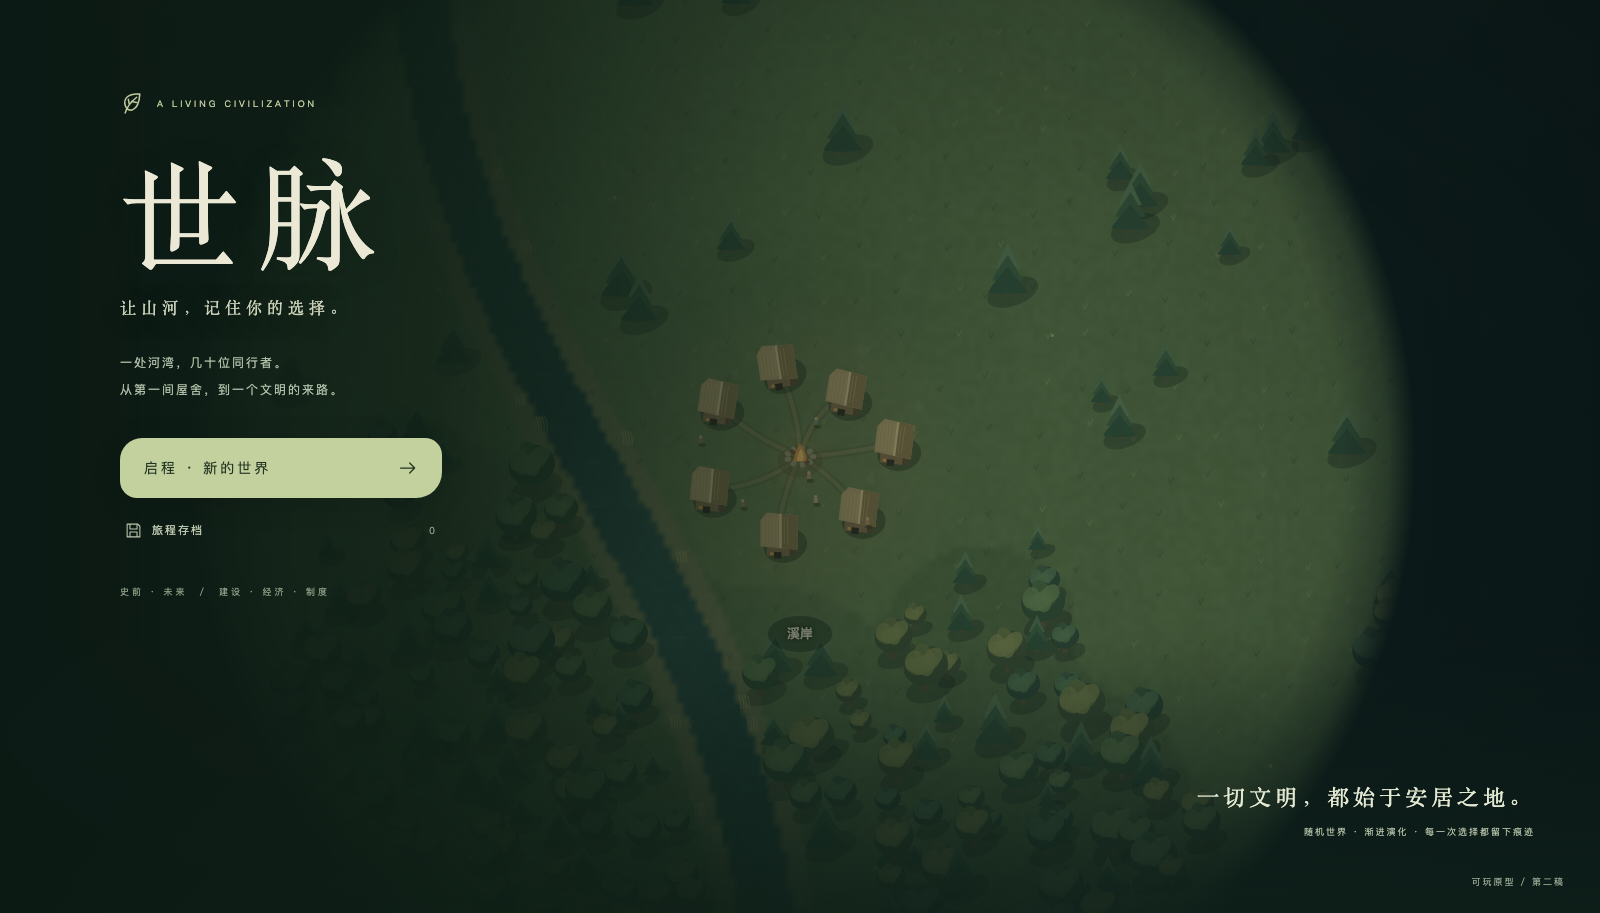 A LIVING CIVILIZATION
世脉
让山河，记住你的选择。
一处河湾，几十位同行者。
从第一间屋舍，到一个文明的来路。
启程 · 新的世界
旅程存档 0
史前 · 未来 / 建设 · 经济 · 制度
溪岸
一切文明，都始于安居之地。
随机世界 · 渐进演化 · 每一次选择都留下痕迹
可玩原型 / 第二稿